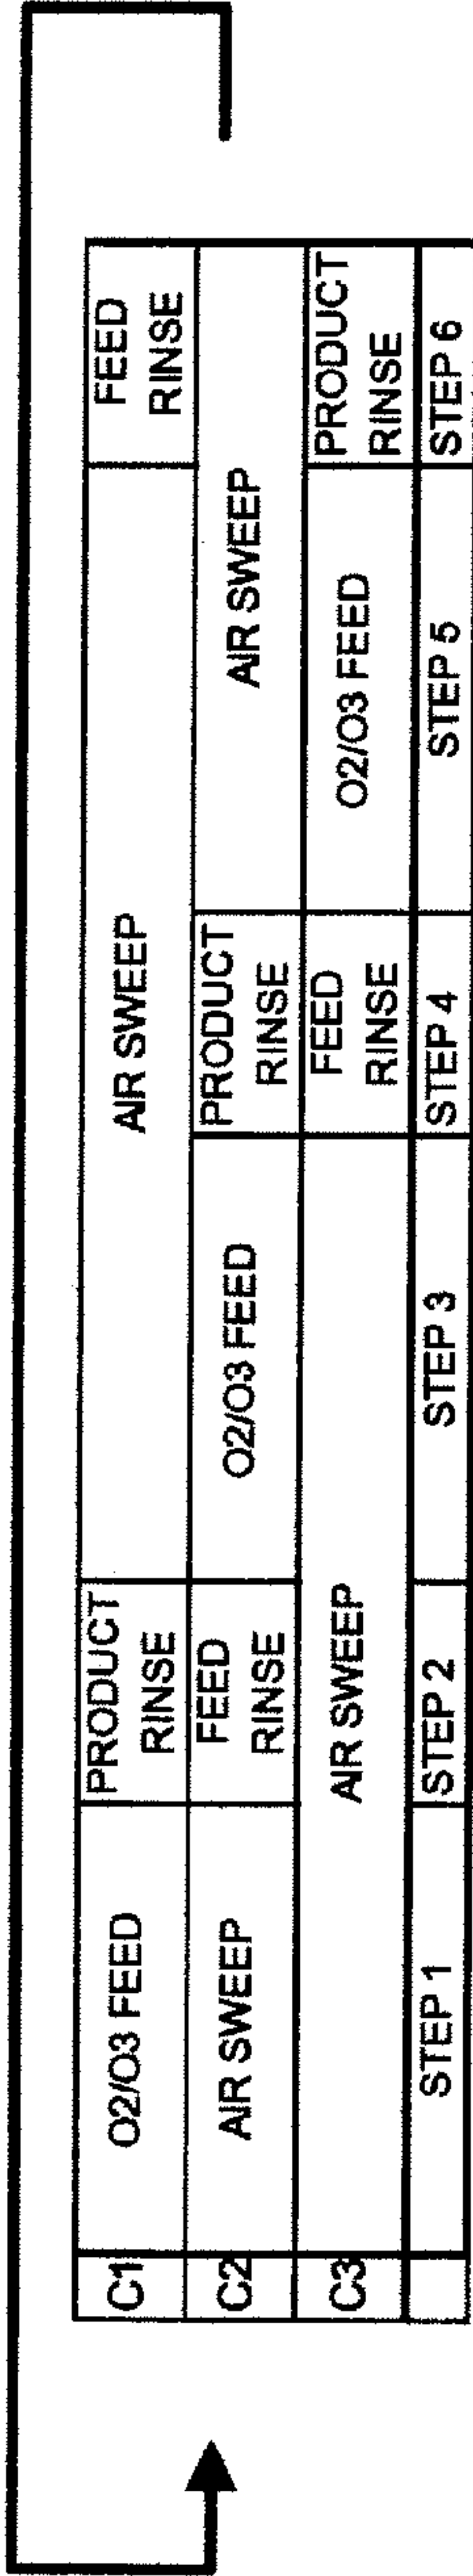 C1
O2/O3 FEED
PRODUCT
RINSE
AIR SWEEP
FEED
RINSE
C2
AIR SWEEP
FEED
RINSE
O2/O3 FEED
PRODUCT
RINSE
AIR SWEEP
C3
AIR SWEEP
FEED
RINSE
O2/O3 FEED
PRODUCT
RINSE
STEP 1
STEP 2
STEP 3
STEP 4
STEP 5
STEP 6